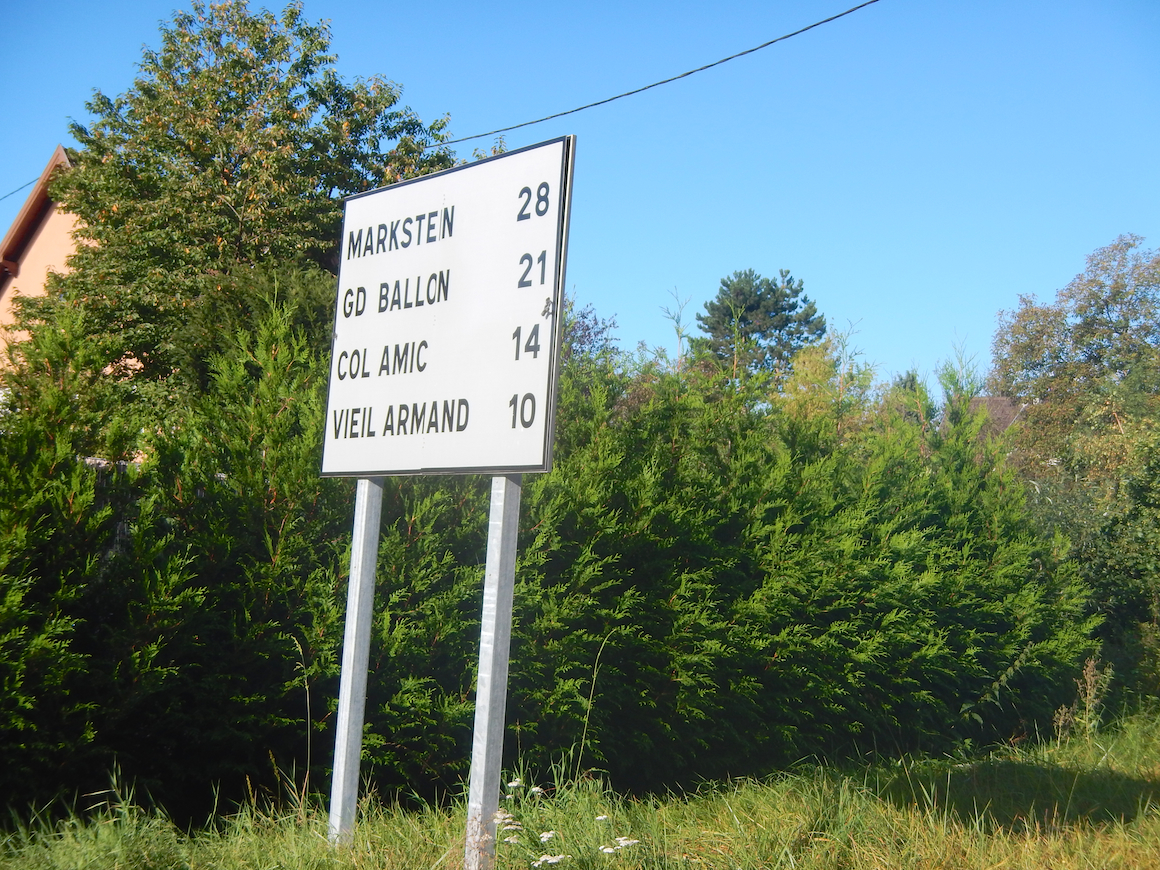 MARKSTEIN 28
GD BALLON 21
COL AMIC 14
VIEIL ARMAND 10